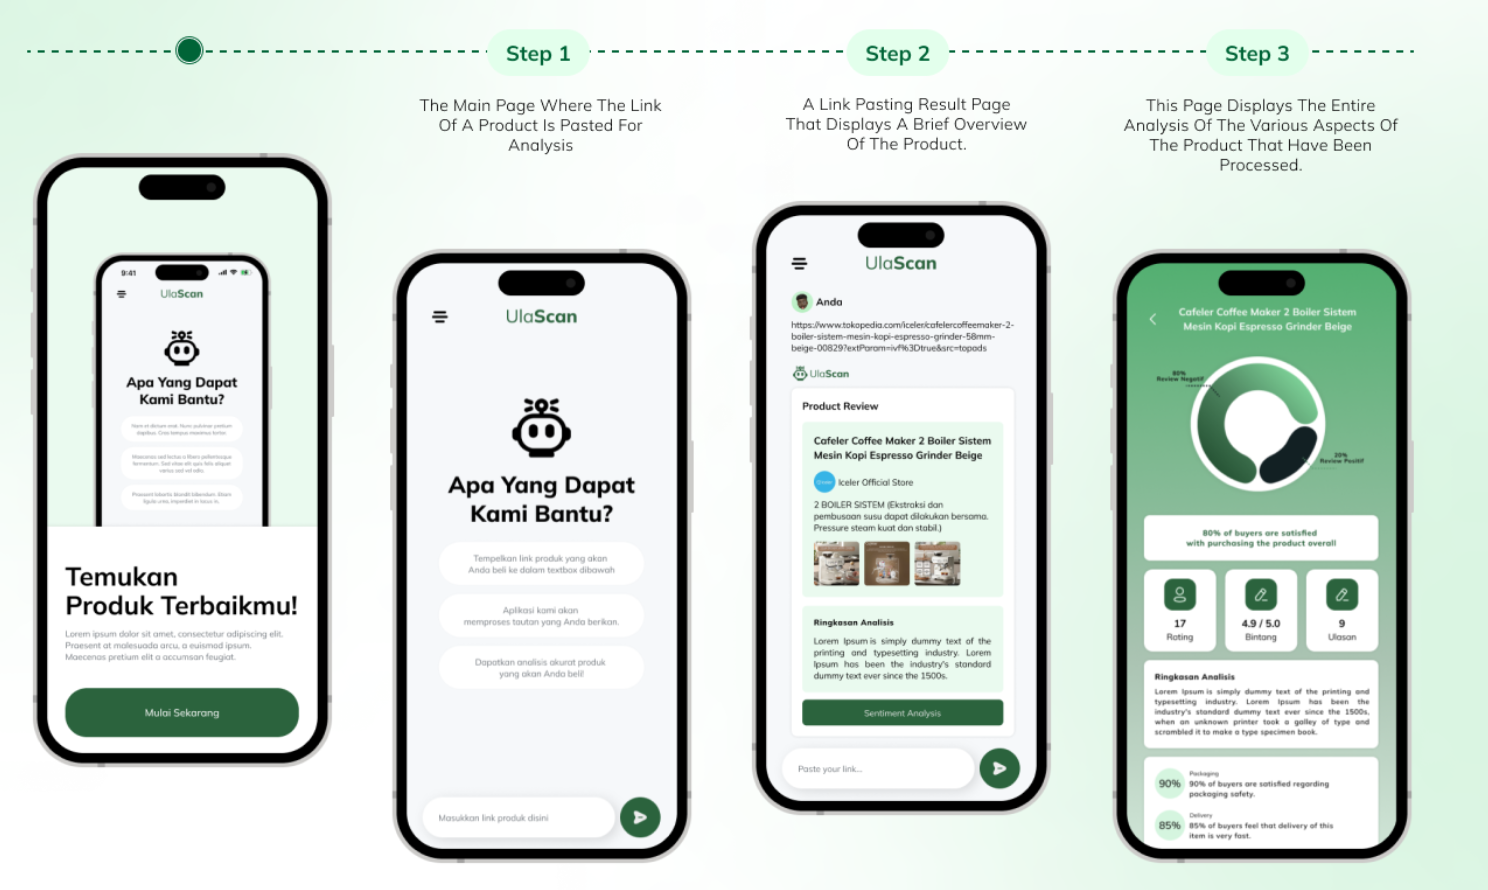 Step 1
The Main Page Where The Link
Of A Product Is Pasted For
Analysis
Step 2
A Link Pasting Result Page
That Displays A Brief Overview
Of The Product.
Step 3
This Page Displays The Entire
Analysis Of The Various Aspects Of
The Product That Have Been
Processed.
9:41
UlaScan
Apa Yang Dapat
Kami Bantu?
Temukan
Produk Terbaikmu!
Lorem ipsum dolor sit amet, consectetur adipiscing elit.
Praesent at malesuada arcu, a euismod ipsum.
Maecenas pretium elit a accumsan feugiat.
Mulai Sekarang
UlaScan
Apa Yang Dapat
Kami Bantu?
Tempelkan link produk yang akan
Anda beli ke dalam textbox dibawah
Aplikasi kami akan
memproses tautan yang Anda berikan.
Dapatkan analisis akurat produk
yang akan Anda beli!
Masukkan link produk disini
UlaScan
Anda
https://www.tokopedia.com/iceler/cafelercoffeemaker-2-
boiler-sistem-mesin-kopi-espresso-grinder-58mm-
beige-00829?extParam=ivf%3Dtrue&src=topads
UlaScan
Product Review
Cafeler Coffee Maker 2 Boiler Sistem
Mesin Kopi Espresso Grinder Beige
Iceler Official Store
2 BOILER SISTEM (Ekstraksi dan
pembusaan susu dapat dilakukan bersama.
Pressure steam kuat dan stabil.)
Ringkasan Analisis
Lorem Ipsum is simply dummy text of the
printing and typesetting industry. Lorem
Ipsum has been the industry's standard
dummy text ever since the 1500s.
Sentiment Analysis
Paste your link...
Cafeler Coffee Maker 2 Boiler Sistem
Mesin Kopi Espresso Grinder Beige
80%
Review Negatif
20%
Review Positif
80% of buyers are satisfied
with purchasing the product overall
17
Rating
4.9 / 5.0
Bintang
9
Ulasan
Ringkasan Analisis
Lorem Ipsum is simply dummy text of the printing and
typesetting industry. Lorem Ipsum has been the
industry's standard dummy text ever since the 1500s,
when an unknown printer took a galley of type and
scrambled it to make a type specimen book.
90%
Packaging
90% of buyers are satisfied regarding
packaging safety.
85%
Delivery
85% of buyers feel that delivery of this
item is very fast.